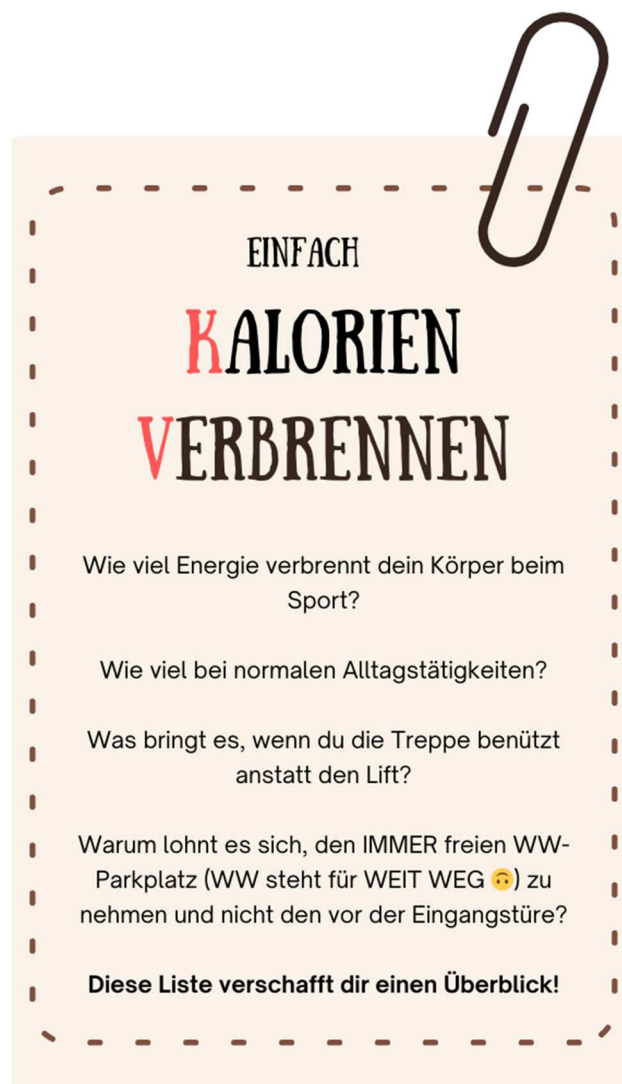 EINFACH
KALORIEN
VERBRENNEN
Wie viel Energie verbrennt dein Körper beim
Sport?
Wie viel bei normalen Alltagstätigkeiten?
Was bringt es, wenn du die Treppe benützt
anstatt den Lift?
Warum lohnt es sich, den IMMER freien WW-
Parkplatz (WW steht für WEIT WEG 🙃) zu
nehmen und nicht den vor der Eingangstüre?
Diese Liste verschafft dir einen Überblick!